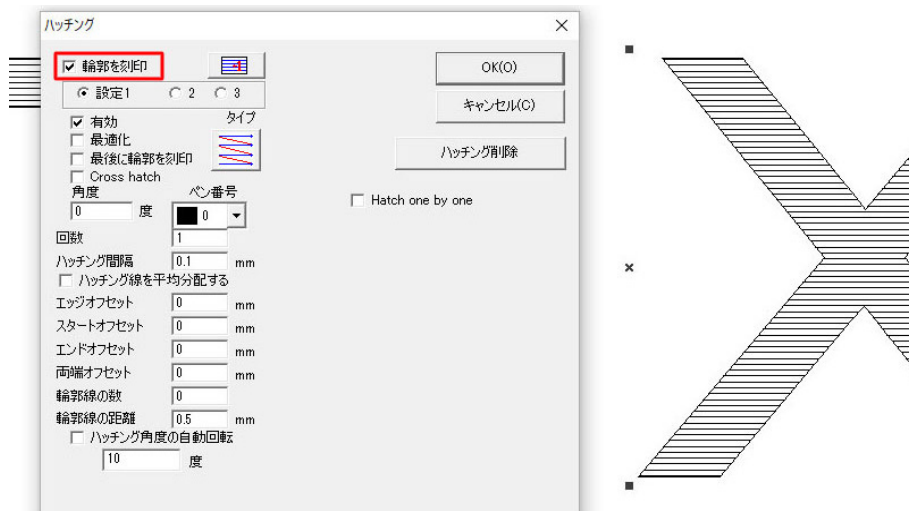 ハッチング
輪郭を刻印
OK(O)
設定1 2 3
キャンセル(C)
有効 タイプ
最適化
最後に輪郭を刻印
ハッチング削除
Cross hatch
角度 ペン番号
Hatch one by one
0 度 0
回数 1
ハッチング間隔 0.1 mm
ハッチング線を平均分配する
エッジオフセット 0 mm
スタートオフセット 0 mm
エンドオフセット 0 mm
両端オフセット 0 mm
輪郭線の数 0
輪郭線の距離 0.5 mm
ハッチング角度の自動回転
10 度